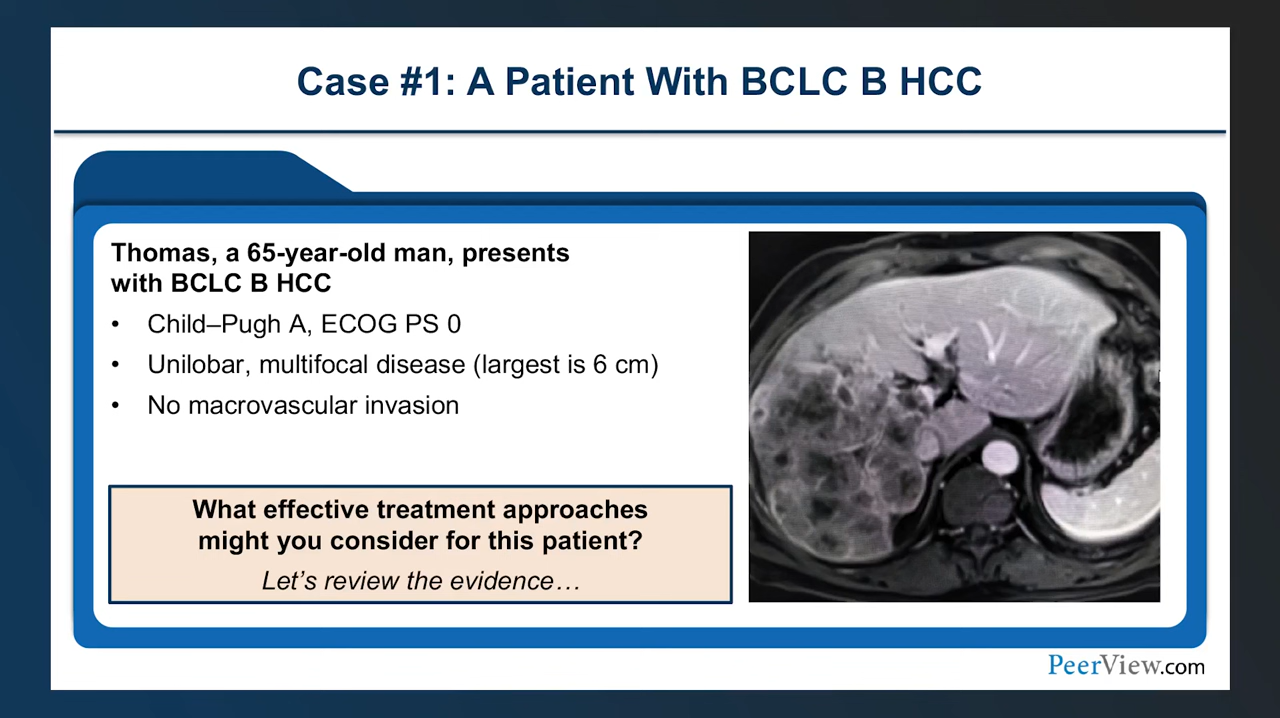 Case #1: A Patient With BCLC B HCC
Thomas, a 65-year-old man, presents
with BCLC B HCC
• Child–Pugh A, ECOG PS 0
• Unilobar, multifocal disease (largest is 6 cm)
• No macrovascular invasion
What effective treatment approaches
might you consider for this patient?
Let’s review the evidence…
PeerView.com